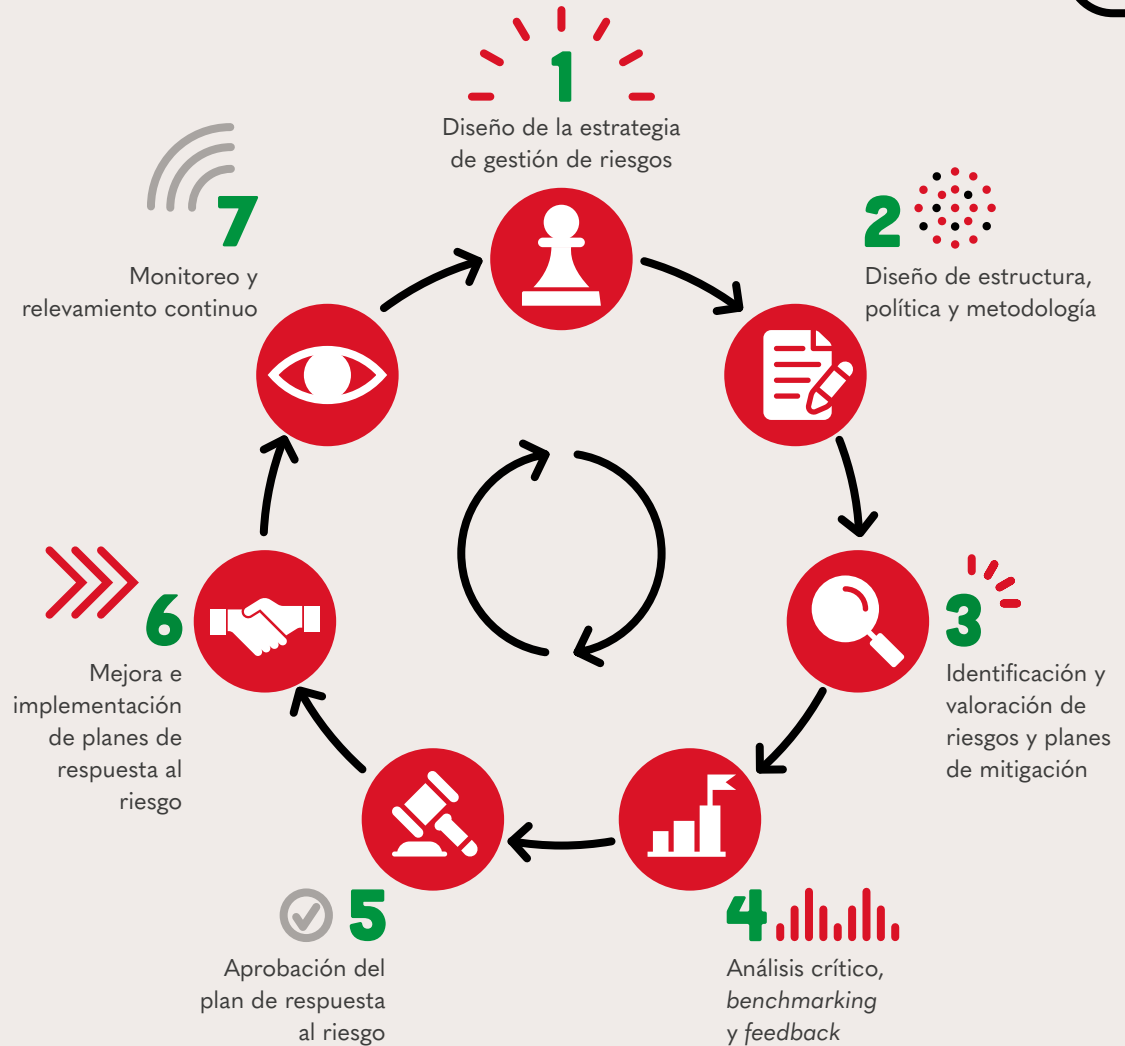 1
Diseño de la estrategia
de gestión de riesgos
2
Diseño de estructura,
política y metodología
3
Identificación y
valoración de
riesgos y planes
de mitigación
4
Análisis crítico,
benchmarking
y feedback
5
Aprobación del
plan de respuesta
al riesgo
6
Mejora e
implementación
de planes de
respuesta al
riesgo
7
Monitoreo y
relevamiento continuo